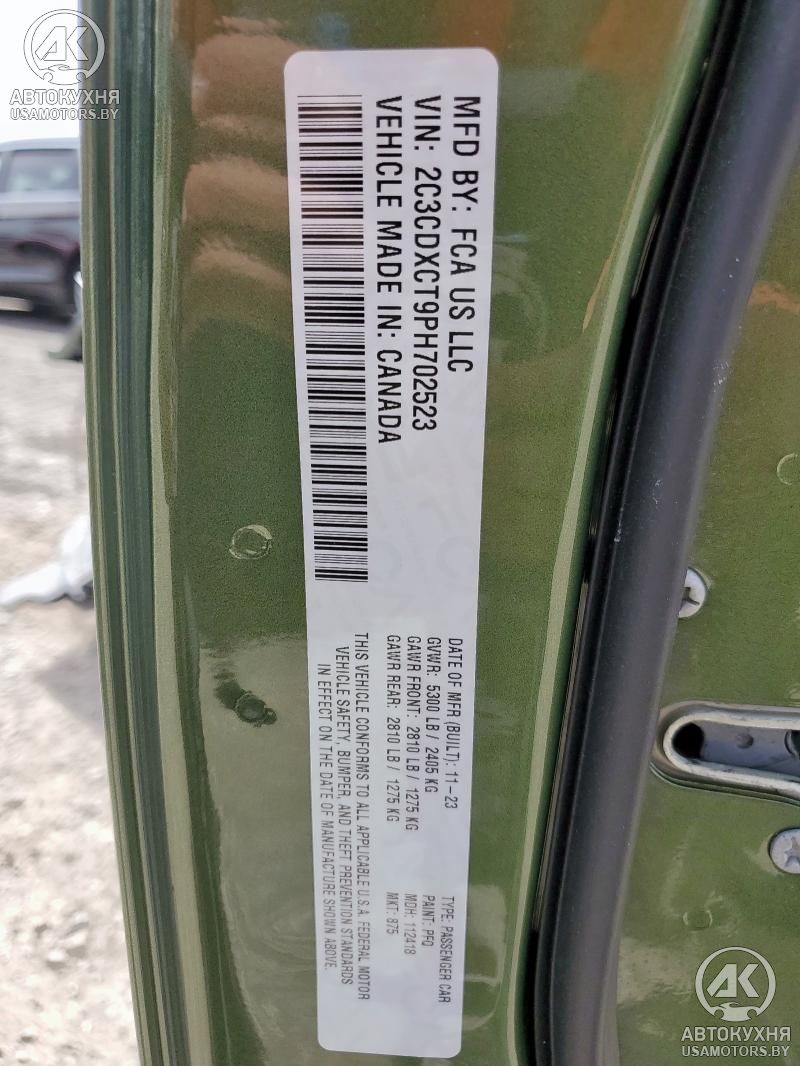 AK
АВТОКУХНЯ
USAMOTORS.BY
MFD BY: FCA US LLC
VIN: 2C3CDXCT9PH702523
VEHICLE MADE IN: CANADA
DATE OF MFR (BUILT): 11-23
GVWR: 5300 LB / 2405 KG
GAWR FRONT: 2810 LB / 1275 KG
GAWR REAR: 2810 LB / 1275 KG
THIS VEHICLE CONFORMS TO ALL APPLICABLE U.S.A. FEDERAL MOTOR
VEHICLE SAFETY, BUMPER, AND THEFT PREVENTION STANDARDS
IN EFFECT ON THE DATE OF MANUFACTURE SHOWN ABOVE.
TYPE: PASSENGER CAR
PAINT: PFQ
MDH: 112418
MKT: 875
AK
АВТОКУХНЯ
USAMOTORS.BY